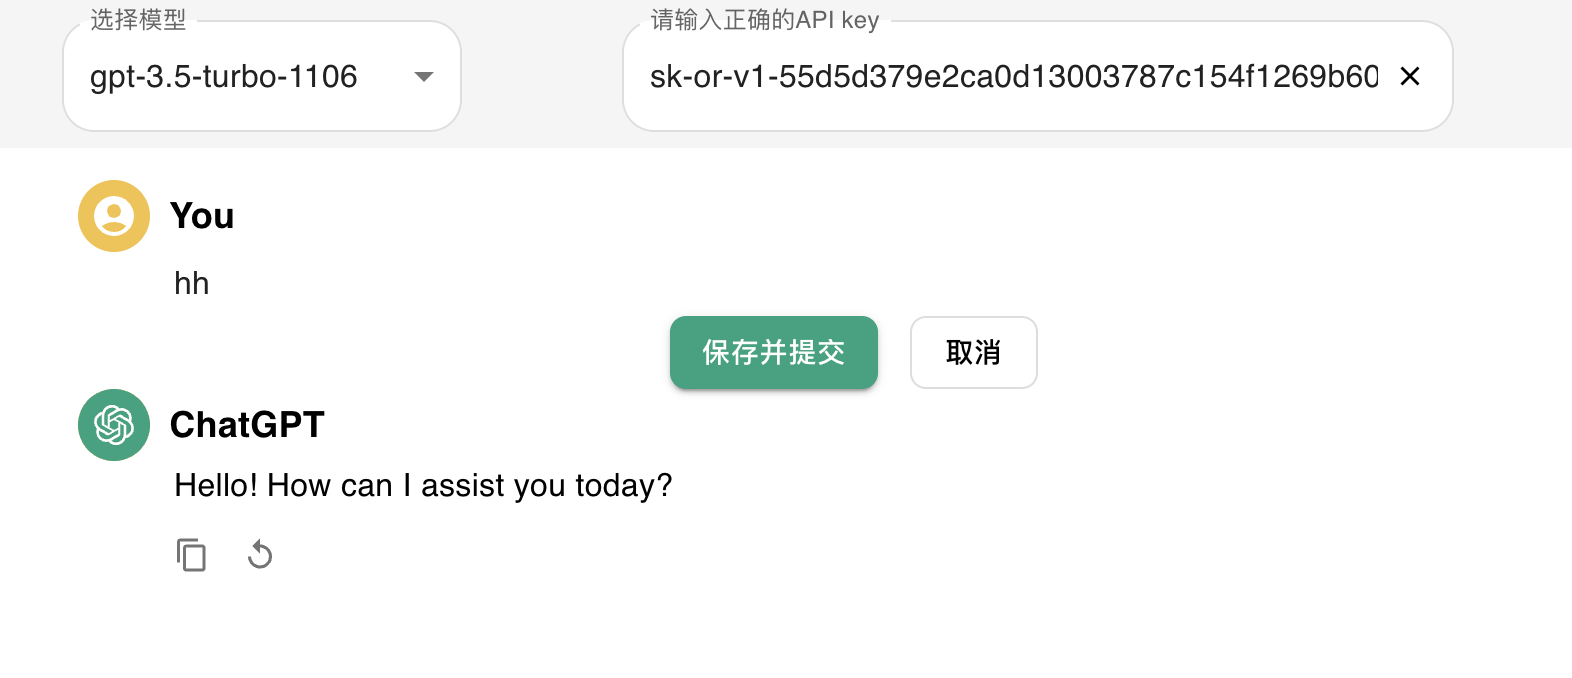 选择模型
请输入正确的API key
gpt-3.5-turbo-1106
sk-or-v1-55d5d379e2ca0d13003787c154f1269b60
You
hh
保存并提交
取消
ChatGPT
Hello! How can I assist you today?